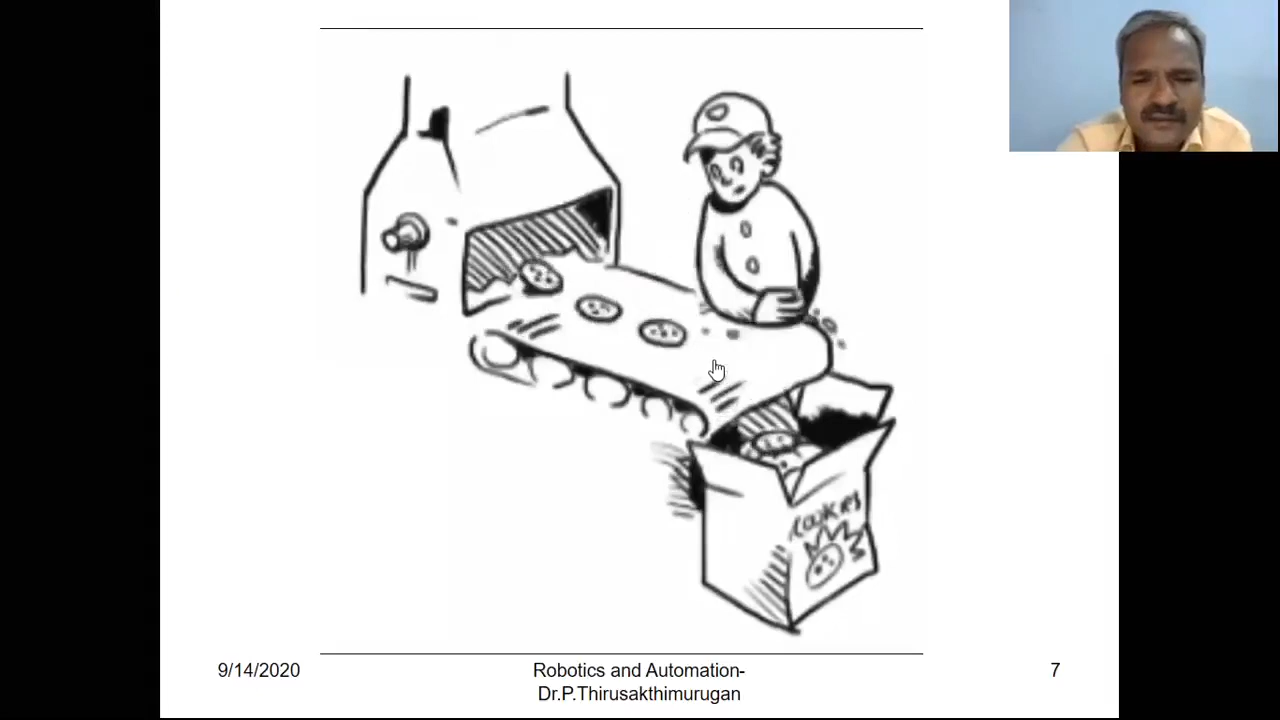 cookies
9/14/2020
Robotics and Automation-
Dr.P.Thirusakthimurugan
7